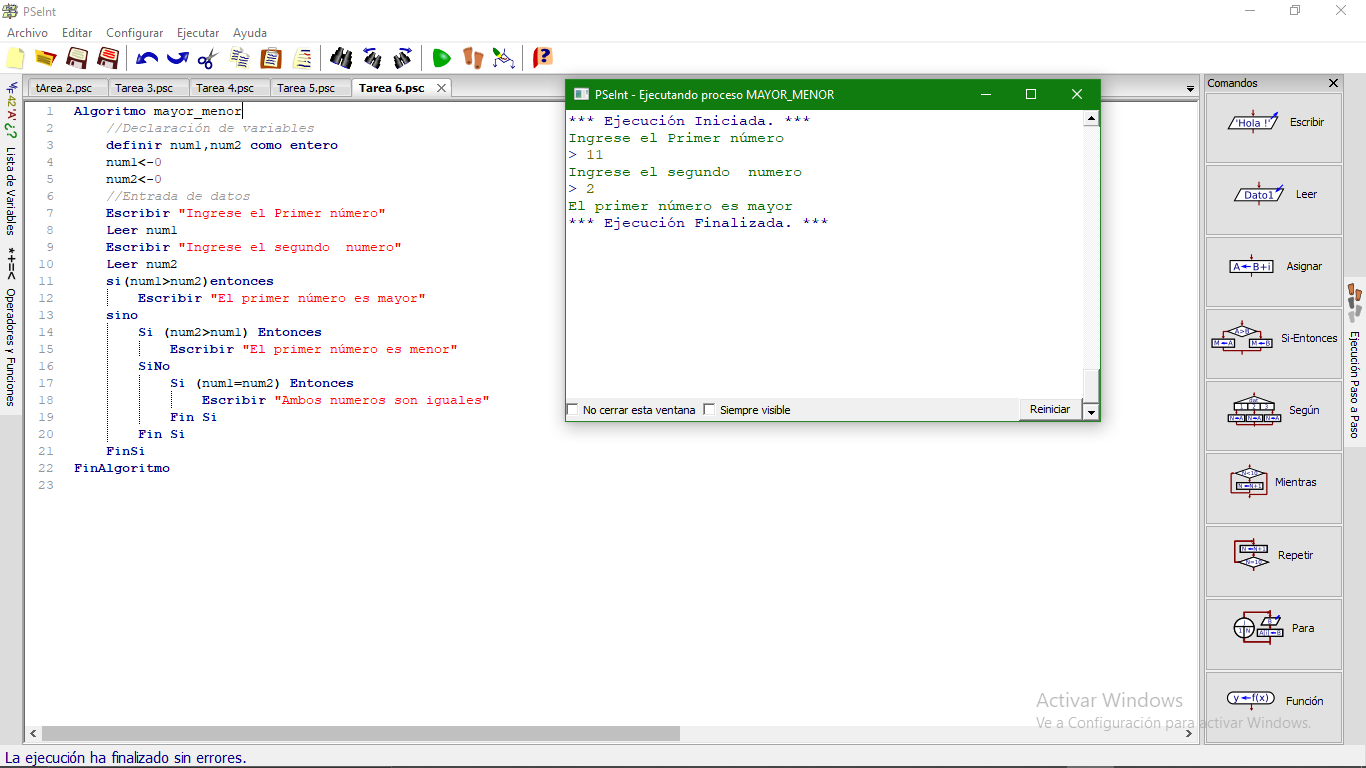 PSeInt
Archivo Editar Configurar Ejecutar Ayuda
tArea 2.psc Tarea 3.psc Tarea 4.psc Tarea 5.psc Tarea 6.psc
Lista de Variables
Operadores y Funciones
1 Algoritmo mayor_menor
2 //Declaración de variables
3 definir num1,num2 como entero
4 num1<-0
5 num2<-0
6 //Entrada de datos
7 Escribir "Ingrese el Primer número"
8 Leer num1
9 Escribir "Ingrese el segundo  numero"
10 Leer num2
11 si(num1>num2)entonces
12 Escribir "El primer número es mayor"
13 sino
14 Si (num2>num1) Entonces
15 Escribir "El primer número es menor"
16 SiNo
17 Si (num1=num2) Entonces
18 Escribir "Ambos numeros son iguales"
19 Fin Si
20 Fin Si
21 FinSi
22 FinAlgoritmo
23
PSeInt - Ejecutando proceso MAYOR_MENOR
*** Ejecución Iniciada. ***
Ingrese el Primer número
> 11
Ingrese el segundo  numero
> 2
El primer número es mayor
*** Ejecución Finalizada. ***
No cerrar esta ventana Siempre visible Reiniciar
Comandos
'Hola !' Escribir
Dato1 Leer
A←B+i Asignar
A>B M←A M←B Si-Entonces
Según
Mientras
Repetir
Para
y←f(x) Función
Ejecución Paso a Paso
Activar Windows
Ve a Configuración para activar Windows.
La ejecución ha finalizado sin errores.